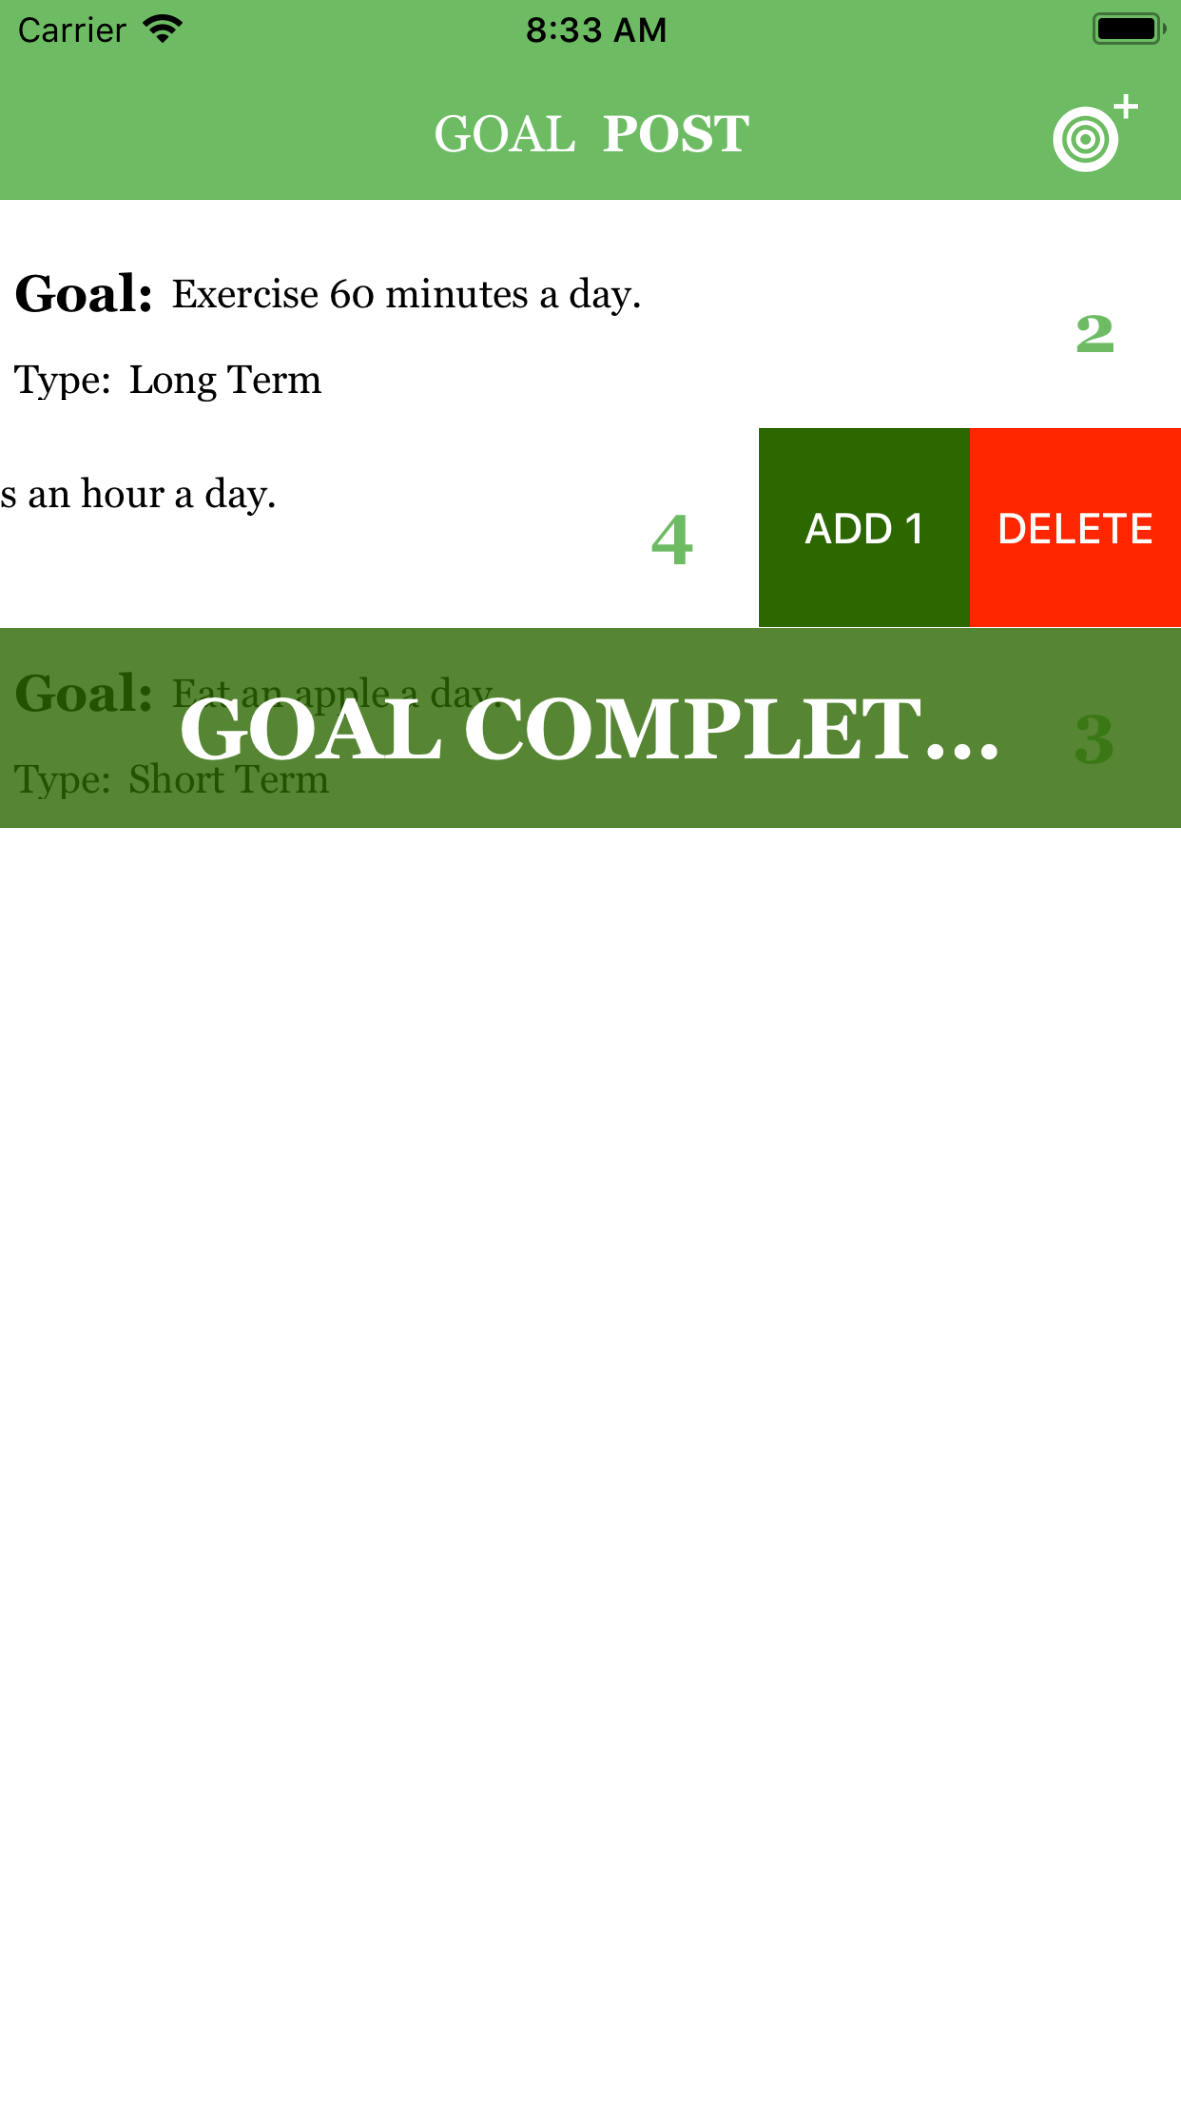 Carrier 8:33 AM
GOAL POST
Goal: Exercise 60 minutes a day.
2
Type: Long Term
s an hour a day.
4
ADD 1
DELETE
Goal: Eat an apple a day.
GOAL COMPLET...
3
Type: Short Term